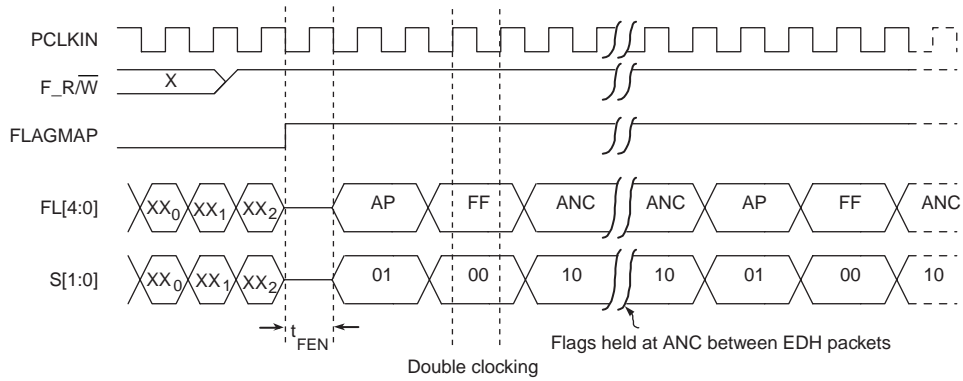 PCLKIN
F_R/W̅
X
FLAGMAP
FL[4:0] XX0 XX1 XX2 AP FF ANC ANC AP FF ANC
S[1:0] XX0 XX1 XX2 01 00 10 10 01 00 10
tFEN
Flags held at ANC between EDH packets
Double clocking